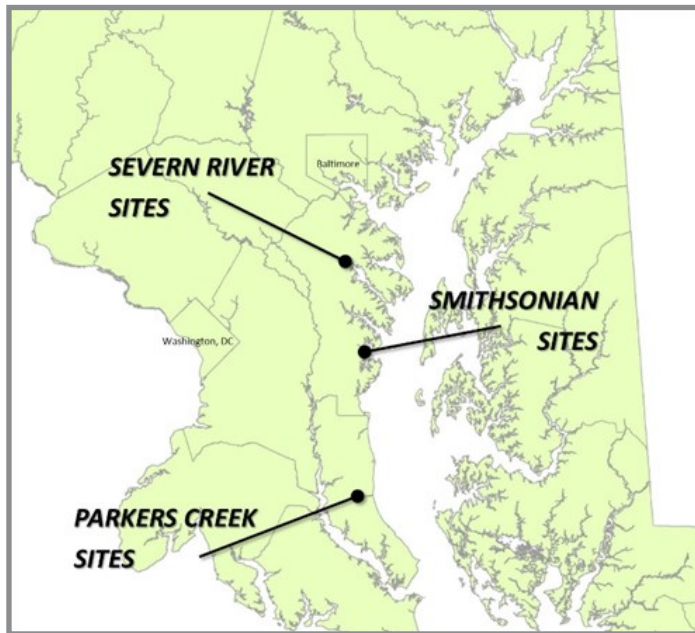 Baltimore
SEVERN RIVER
SITES
SMITHSONIAN
SITES
Washington, DC
PARKERS CREEK
SITES